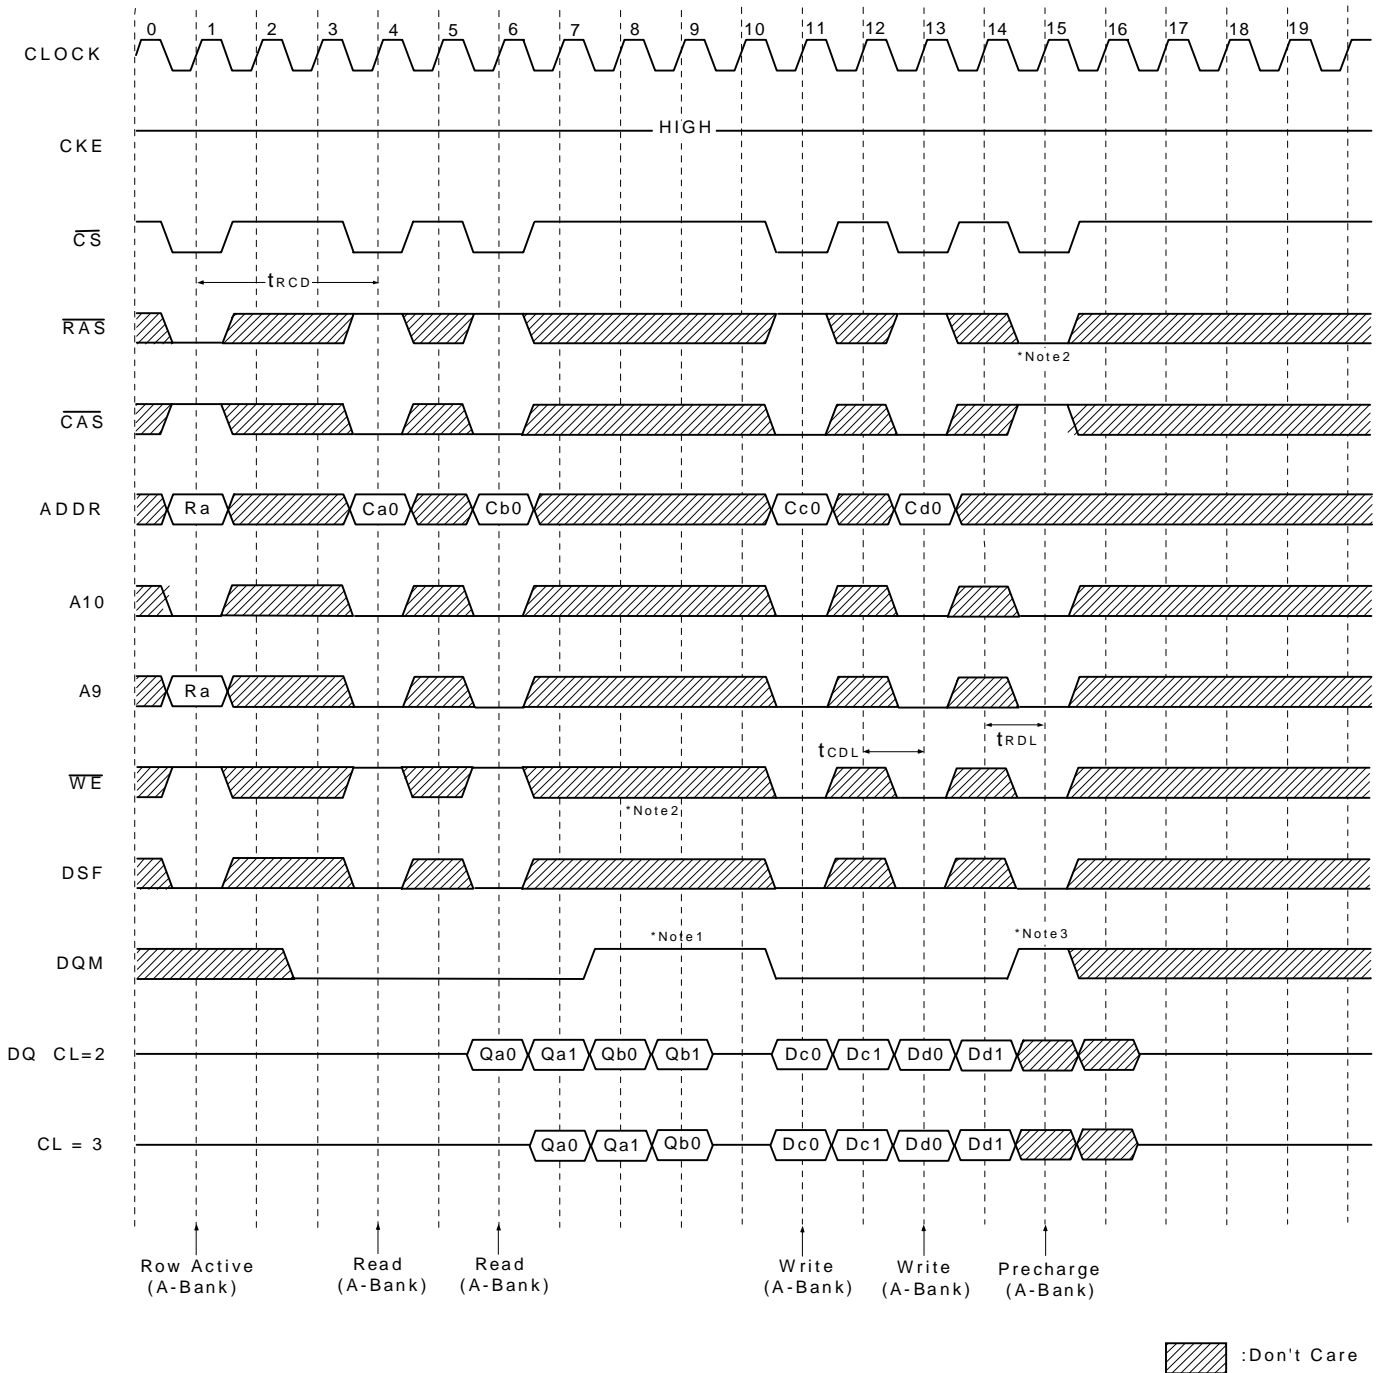 0 1 2 3 4 5 6 7 8 9 10 11 12 13 14 15 16 17 18 19
CLOCK
HIGH
CKE
CS
tRCD
RAS
*Note2
CAS
ADDR Ra Ca0 Cb0 Cc0 Cd0
A10
A9 Ra
tCDL tRDL
WE
*Note2
DSF
*Note1 *Note3
DQM
DQ CL=2 Qa0 Qa1 Qb0 Qb1 Dc0 Dc1 Dd0 Dd1
CL = 3 Qa0 Qa1 Qb0 Dc0 Dc1 Dd0 Dd1
Row Active Read Read Write Write Precharge
(A-Bank) (A-Bank) (A-Bank) (A-Bank) (A-Bank) (A-Bank)
:Don't Care